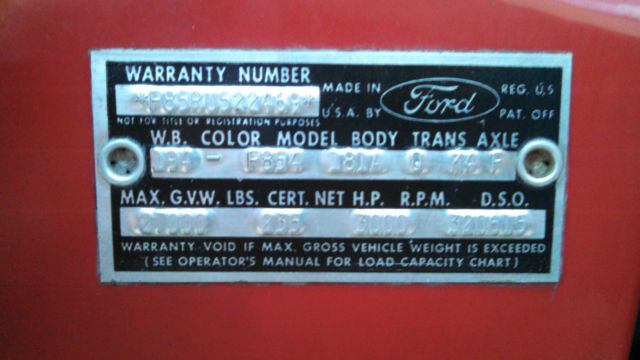 WARRANTY NUMBER
MADE IN Ford REG. U.S
U.S.A. BY PAT. OFF
NOT FOR TITLE OR REGISTRATION PURPOSES
W.B. COLOR MODEL BODY TRANS AXLE
MAX. G.V.W. LBS. CERT. NET H.P. R.P.M. D.S.O.
27000 235
WARRANTY VOID IF MAX. GROSS VEHICLE WEIGHT IS EXCEEDED
(SEE OPERATOR'S MANUAL FOR LOAD CAPACITY CHART)